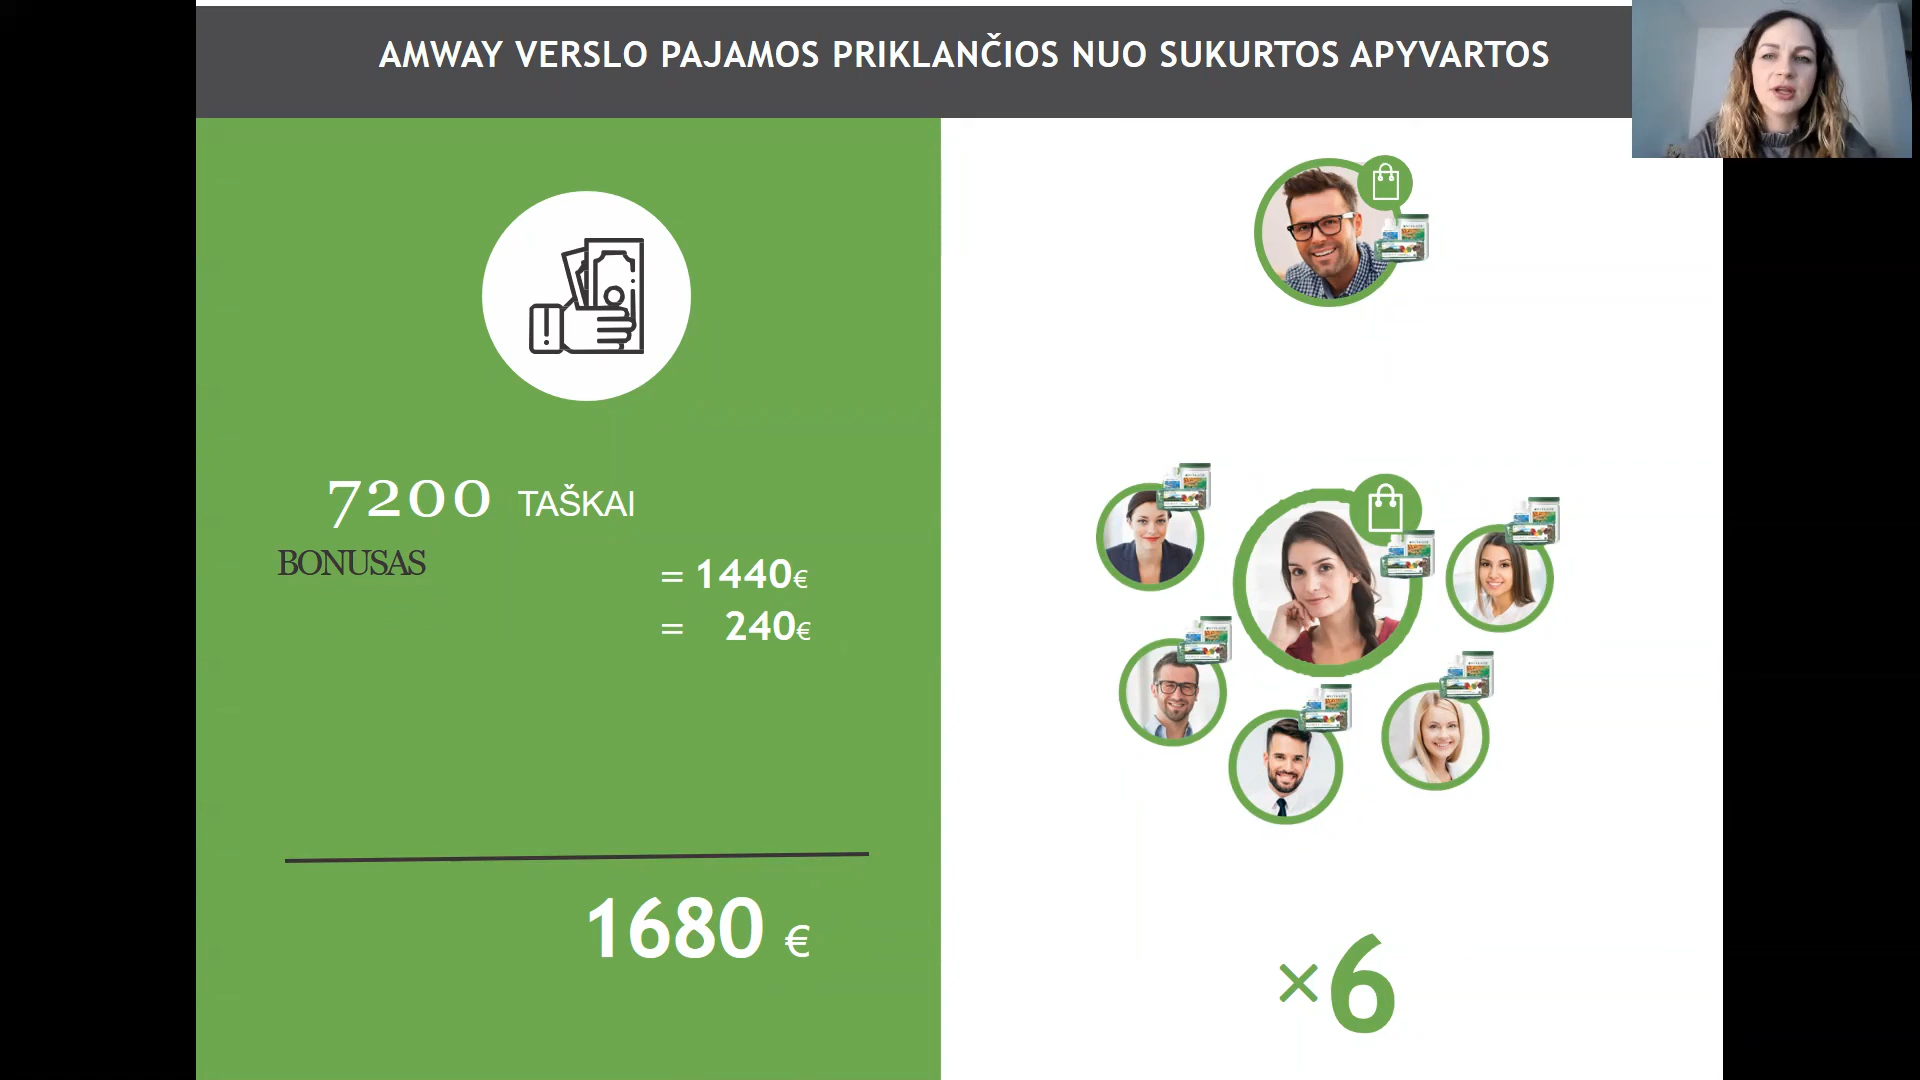 AMWAY VERSLO PAJAMOS PRIKLANČIOS NUO SUKURTOS APYVARTOS
7200 TAŠKAI
BONUSAS
= 1440€
= 240€
1680 €
×6